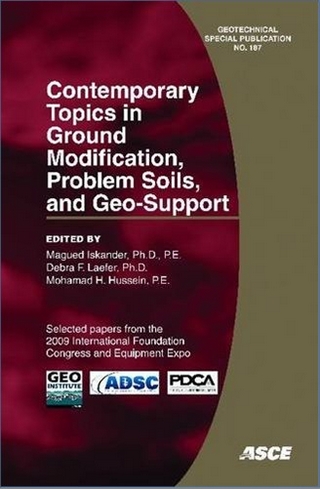 GEOTECHNICAL
SPECIAL PUBLICATION
NO. 187
Contemporary
Topics in
Ground
Modification,
Problem Soils,
and Geo-Support
EDITED BY
Magued Iskander, Ph.D., P.E.
Debra F. Laefer, Ph.D.
Mohamad H. Hussein, P.E.
Selected papers from the
2009 International Foundation
Congress and Equipment Expo
GEO
INSTITUTE
ADSC
PDCA
ASCE